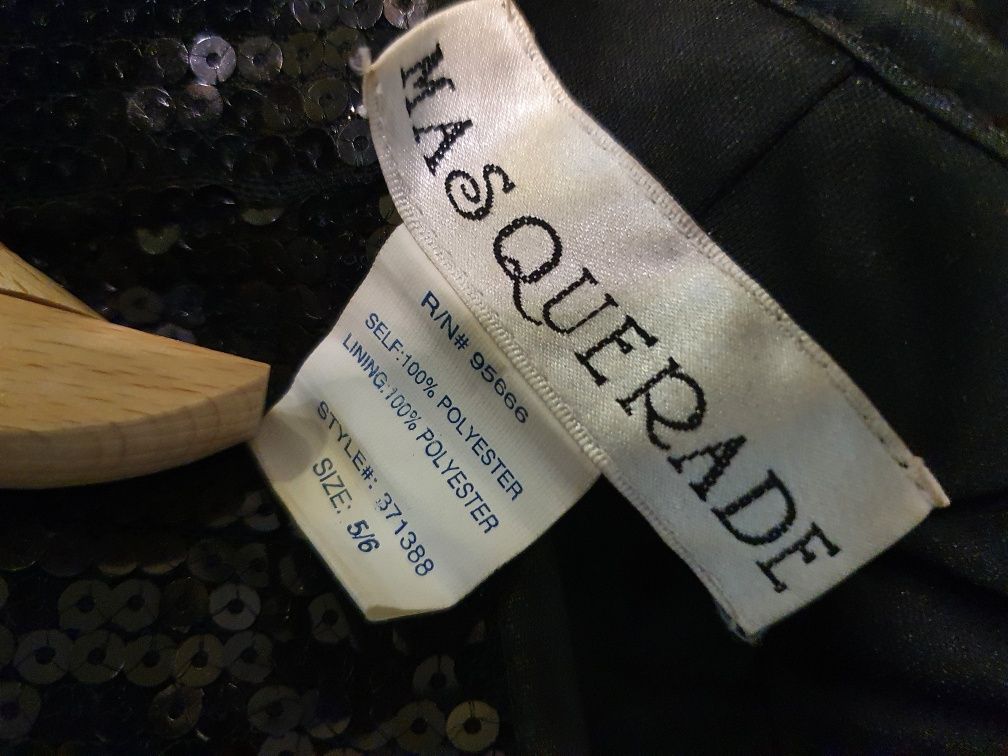 MASQUERADE
R/N# 95666
SELF:100% POLYESTER
LINING:100% POLYESTER
STYLE#: 371388
SIZE: 5/6